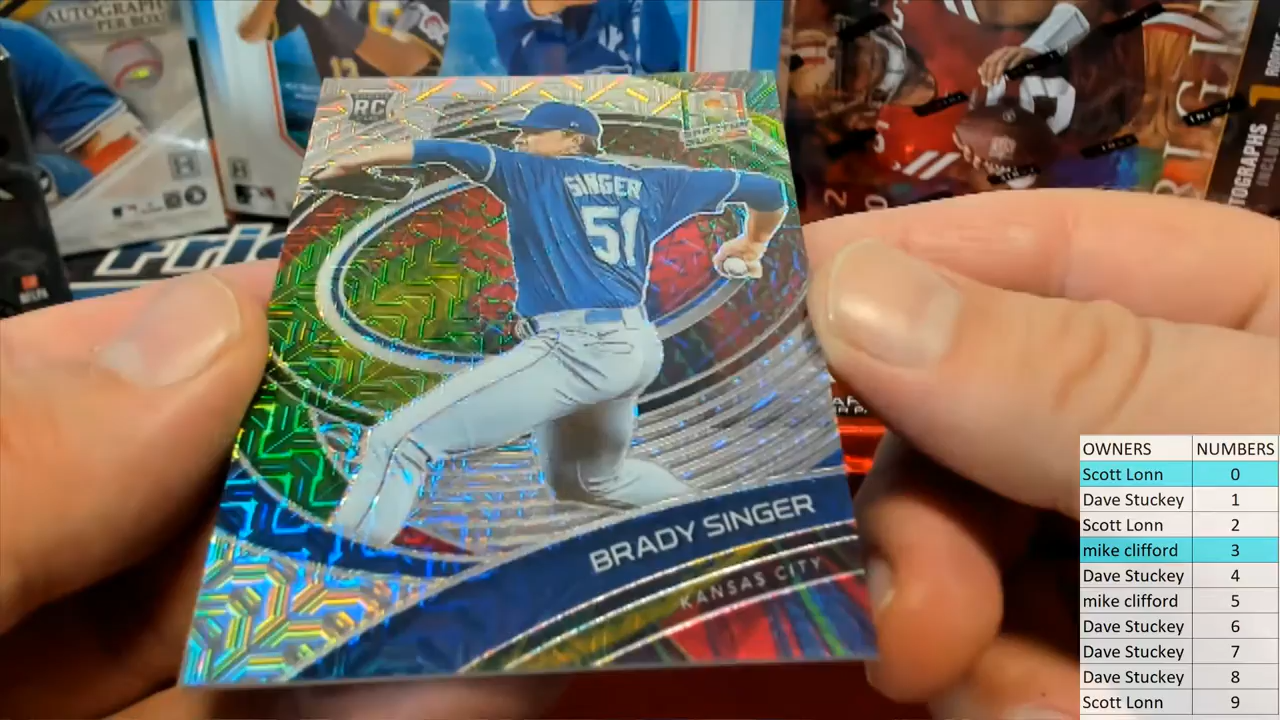 AUTOGRAPH
PER BOX
13
RC
SINGER
51
BRADY SINGER
KANSAS CITY
OWNERS NUMBERS
Scott Lonn 0
Dave Stuckey 1
Scott Lonn 2
mike clifford 3
Dave Stuckey 4
mike clifford 5
Dave Stuckey 6
Dave Stuckey 7
Dave Stuckey 8
Scott Lonn 9